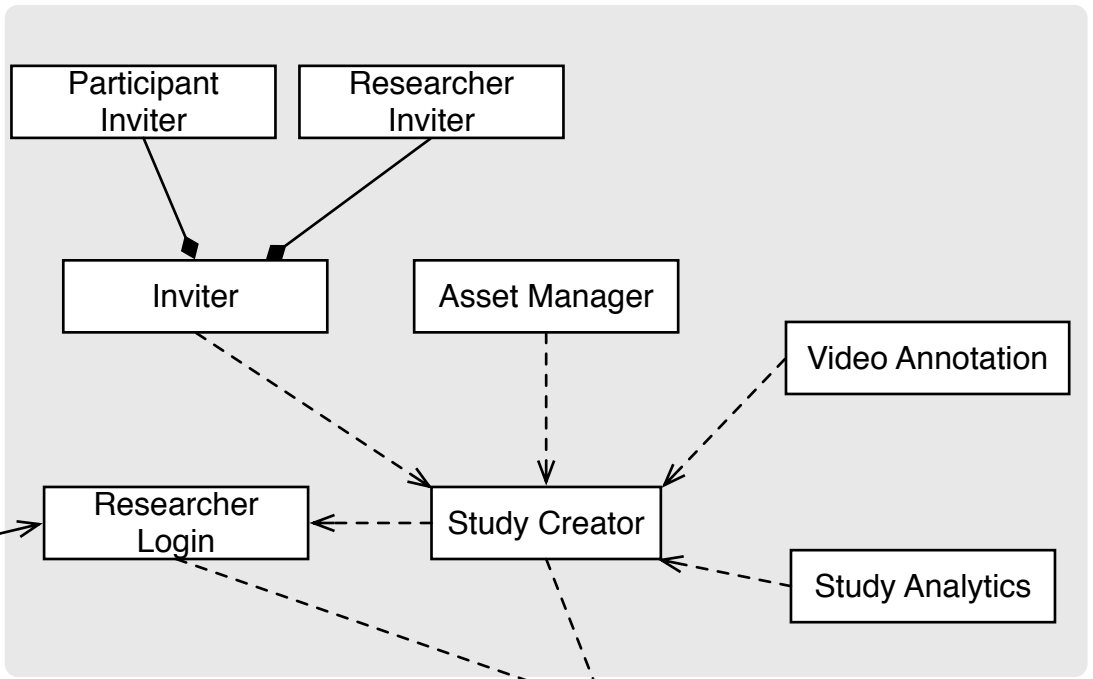 Participant
Inviter
Researcher
Inviter
Inviter
Asset Manager
Video Annotation
Researcher
Login
Study Creator
Study Analytics